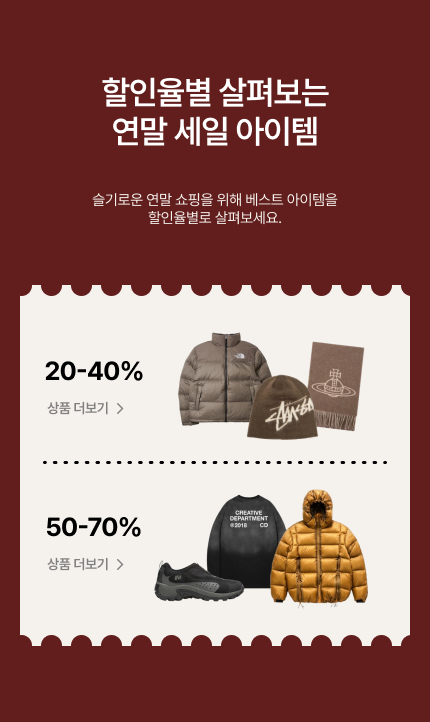 할인율별 살펴보는
연말 세일 아이템
슬기로운 연말 쇼핑을 위해 베스트 아이템을
할인율별로 살펴보세요.
20-40%
상품 더보기
50-70%
상품 더보기
CREATIVE
DEPARTMENT
©2018 CO